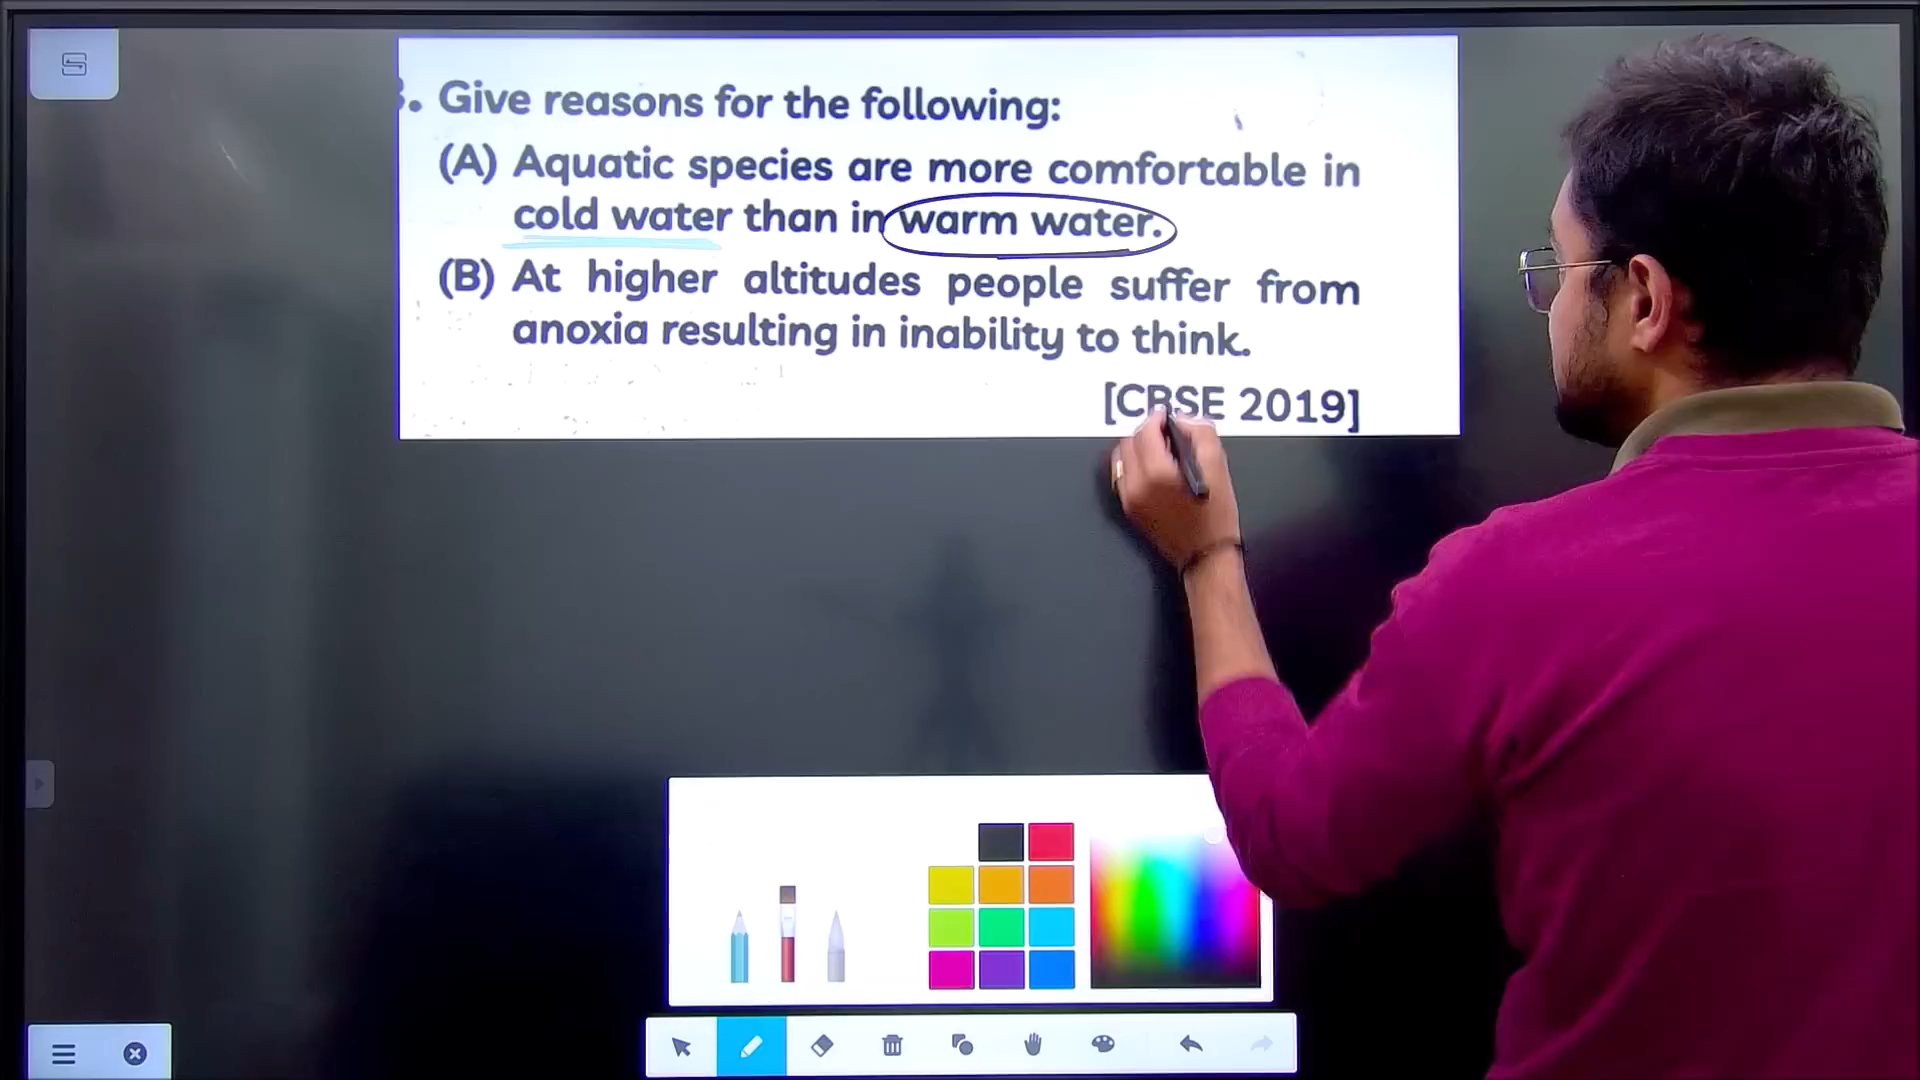 . Give reasons for the following:
(A) Aquatic species are more comfortable in
cold water than in warm water.
(B) At higher altitudes people suffer from
anoxia resulting in inability to think.
[CBSE 2019]